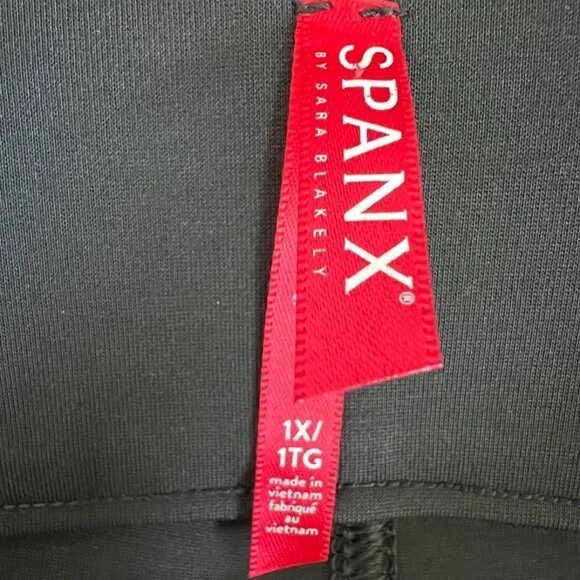 SPANX®
BY SARA BLAKELY
1X/
1TG
made in
vietnam
fabriqué
au
vietnam